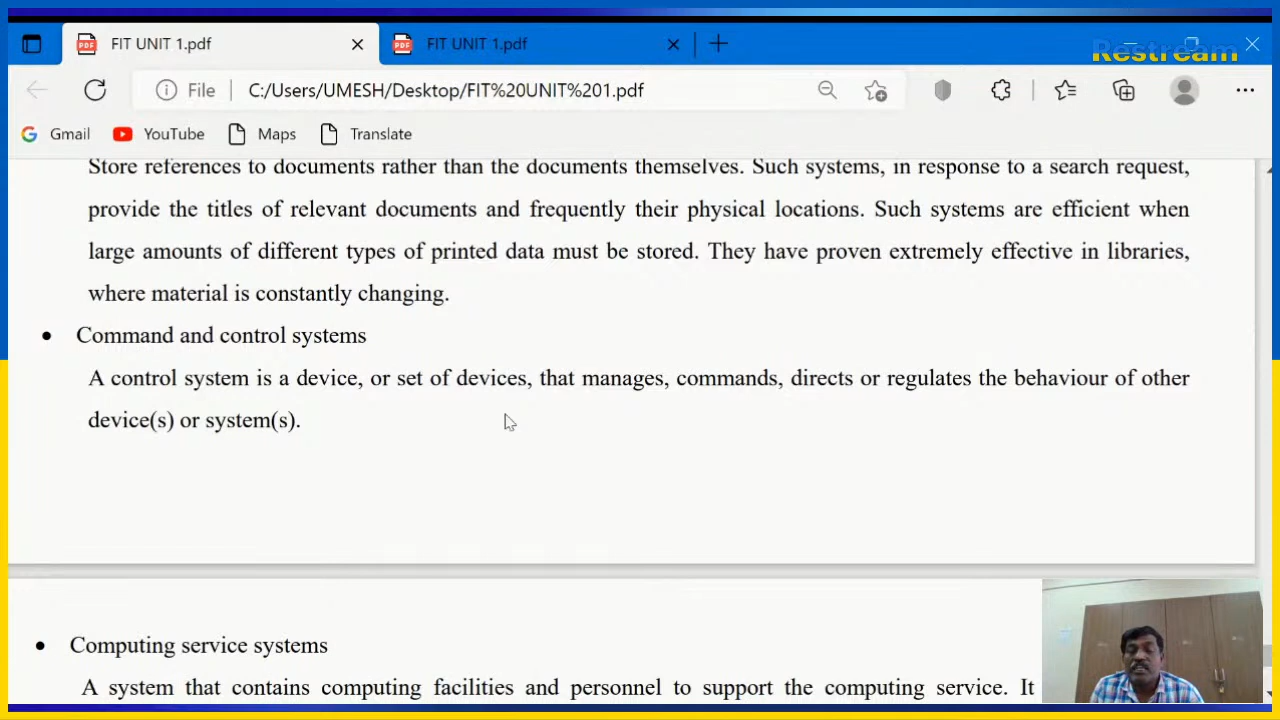 FIT UNIT 1.pdf
FIT UNIT 1.pdf
Restream
File
C:/Users/UMESH/Desktop/FIT%20UNIT%201.pdf
Gmail
YouTube
Maps
Translate
Store references to documents rather than the documents themselves. Such systems, in response to a search request,
provide the titles of relevant documents and frequently their physical locations. Such systems are efficient when
large amounts of different types of printed data must be stored. They have proven extremely effective in libraries,
where material is constantly changing.
• Command and control systems
A control system is a device, or set of devices, that manages, commands, directs or regulates the behaviour of other
device(s) or system(s).
• Computing service systems
A system that contains computing facilities and personnel to support the computing service. It